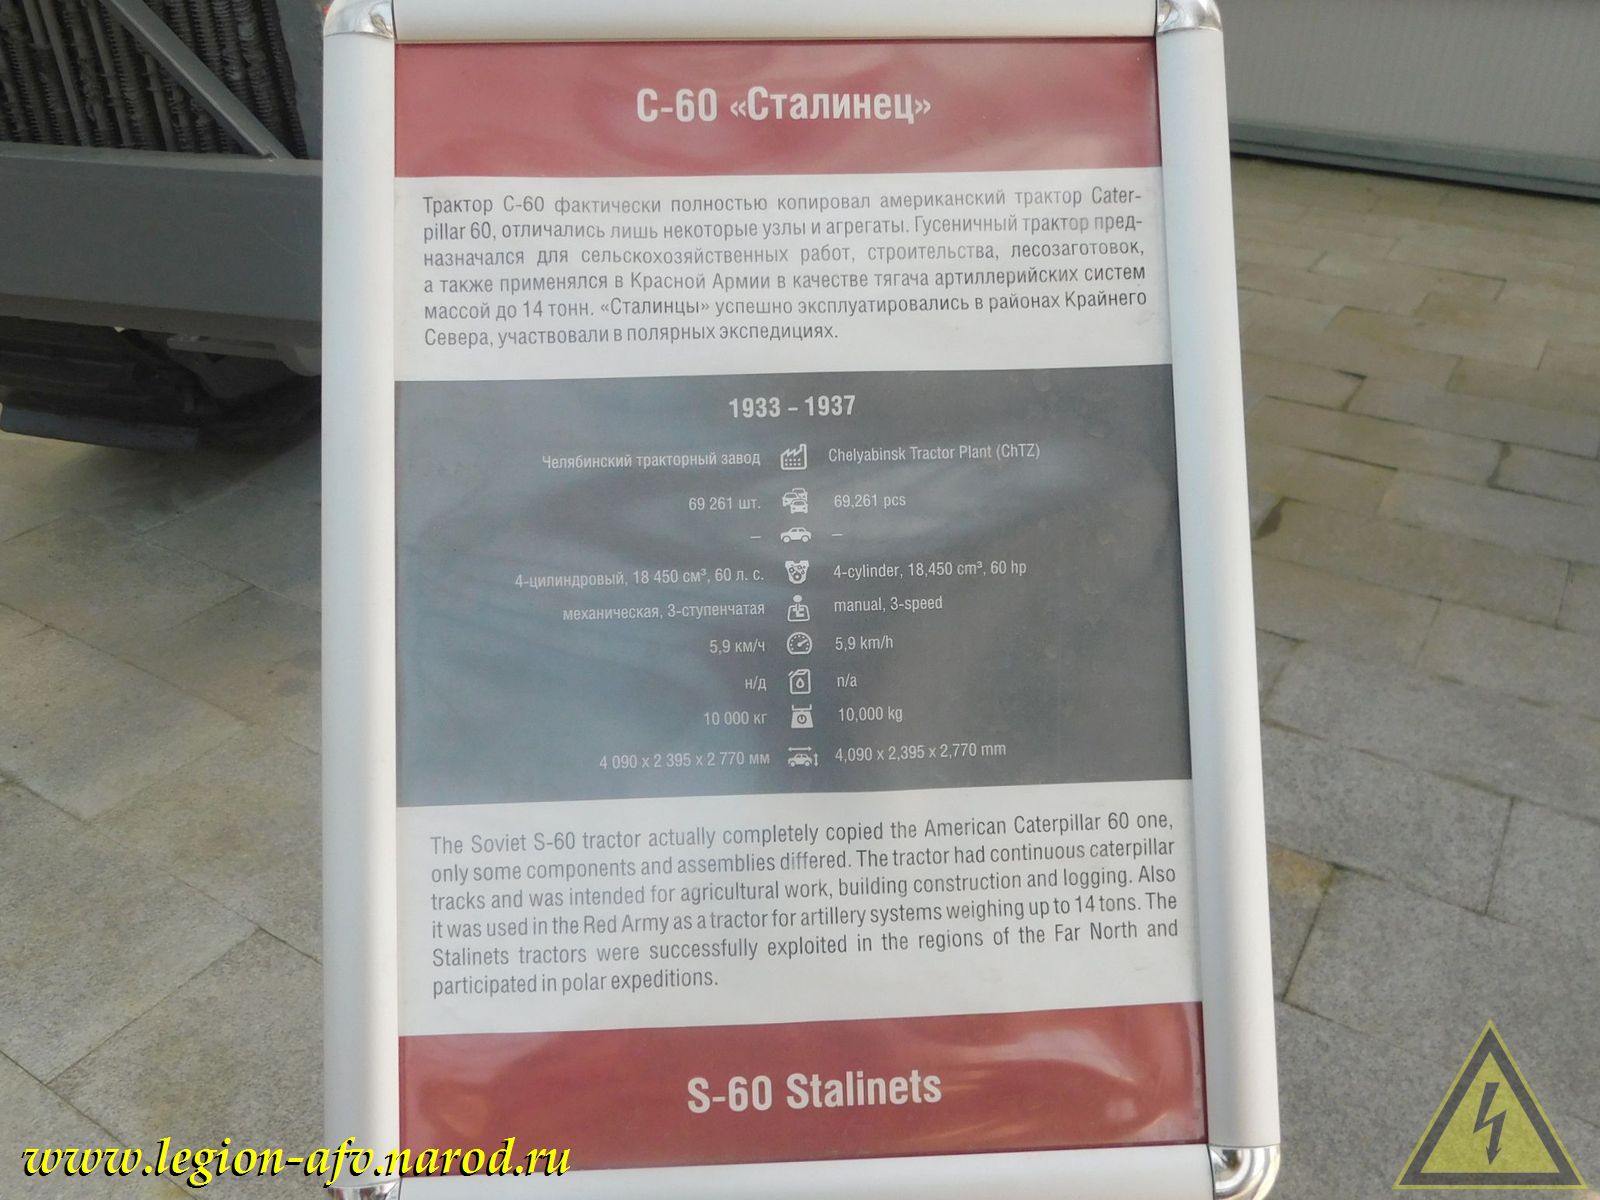 С-60 «Сталинец»
Трактор С-60 фактически полностью копировал американский трактор Cater-
pillar 60, отличались лишь некоторые узлы и агрегаты. Гусеничный трактор пред-
назначался для сельскохозяйственных работ, строительства, лесозаготовок,
а также применялся в Красной Армии в качестве тягача артиллерийских систем
массой до 14 тонн. «Сталинцы» успешно эксплуатировались в районах Крайнего
Севера, участвовали в полярных экспедициях.
1933 – 1937
Челябинский тракторный завод Chelyabinsk Tractor Plant (ChTZ)
69 261 шт. 69,261 pcs
– –
4-цилиндровый, 18 450 см³, 60 л. с. 4-cylinder, 18,450 cm³, 60 hp
механическая, 3-ступенчатая manual, 3-speed
5,9 км/ч 5,9 km/h
н/д n/a
10 000 кг 10,000 kg
4 090 x 2 395 x 2 770 мм 4,090 x 2,395 x 2,770 mm
The Soviet S-60 tractor actually completely copied the American Caterpillar 60 one,
only some components and assemblies differed. The tractor had continuous caterpillar
tracks and was intended for agricultural work, building construction and logging. Also
it was used in the Red Army as a tractor for artillery systems weighing up to 14 tons. The
Stalinets tractors were successfully exploited in the regions of the Far North and
participated in polar expeditions.
S-60 Stalinets
www.legion-afv.narod.ru